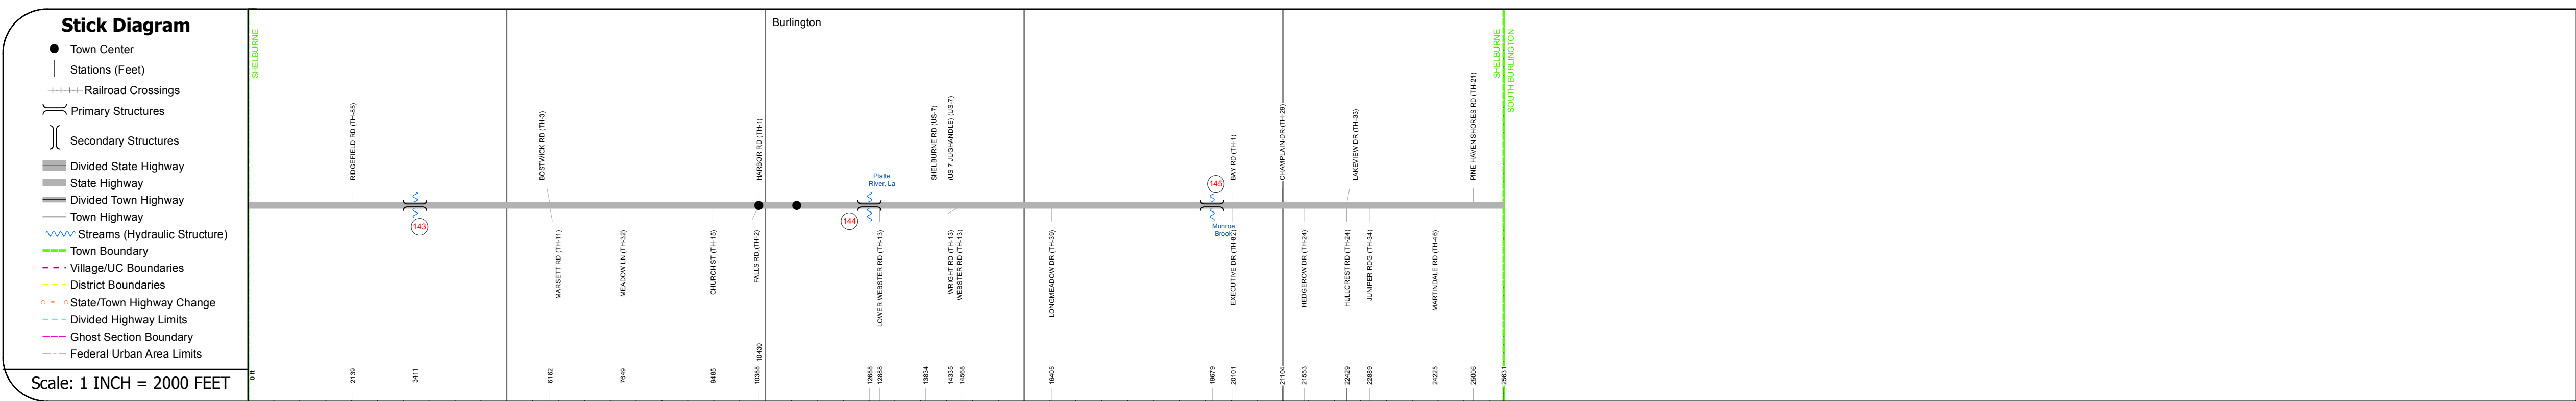 Stick Diagram
Town Center
Stations (Feet)
Railroad Crossings
Primary Structures
Secondary Structures
Divided State Highway
State Highway
Divided Town Highway
Town Highway
Streams (Hydraulic Structure)
Town Boundary
Village/UC Boundaries
District Boundaries
State/Town Highway Change
Divided Highway Limits
Ghost Section Boundary
Federal Urban Area Limits
Scale: 1 INCH = 2000 FEET
Burlington
SHELBURNE
SHELBURNE
SOUTH BURLINGTON
RIDGEFIELD RD (TH-85)
BOSTWICK RD (TH-3)
HARBOR RD (TH-1)
SHELBURNE RD (US-7)
(US 7 JUGHANDLE) (US-7)
BAY RD (TH-1)
CHAMPLAIN DR (TH-29)
LAKEVIEW DR (TH-33)
PINE HAVEN SHORES RD (TH-21)
Platte
River, La
143
144
145
Munroe
Brook
MARSETT RD (TH-11)
MEADOW LN (TH-32)
CHURCH ST (TH-15)
FALLS RD (TH-2)
LOWER WEBSTER RD (TH-13)
WRIGHT RD (TH-13)
WEBSTER RD (TH-13)
LONGMEADOW DR (TH-39)
EXECUTIVE DR (TH-62)
HEDGEROW DR (TH-24)
HULLCREST RD (TH-24)
JUNIPER RDG (TH-34)
MARTINDALE RD (TH-46)
0 ft
2139
3411
6162
7649
9485
10388
10430
12688
12888
13834
14335
14568
16405
19679
20101
21104
21553
22429
22889
24225
25006
25631